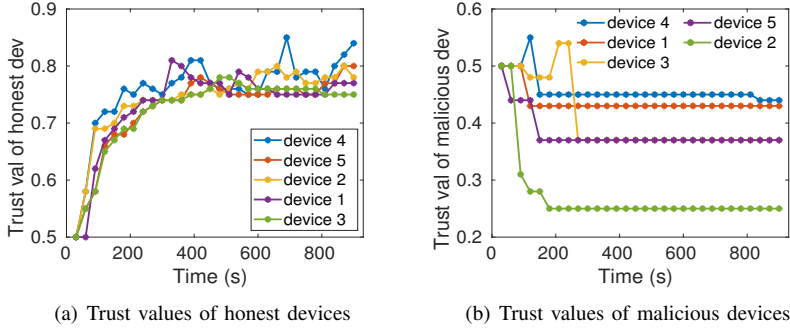 Trust val of honest dev
0.9
0.8
0.7
0.6
0.5
device 4
device 5
device 2
device 1
device 3
0 200 400 600 800
Time (s)
(a) Trust values of honest devices
Trust val of malicious dev
0.6
0.5
0.4
0.3
0.2
device 4 device 5
device 1 device 2
device 3
0 200 400 600 800
Time (s)
(b) Trust values of malicious devices